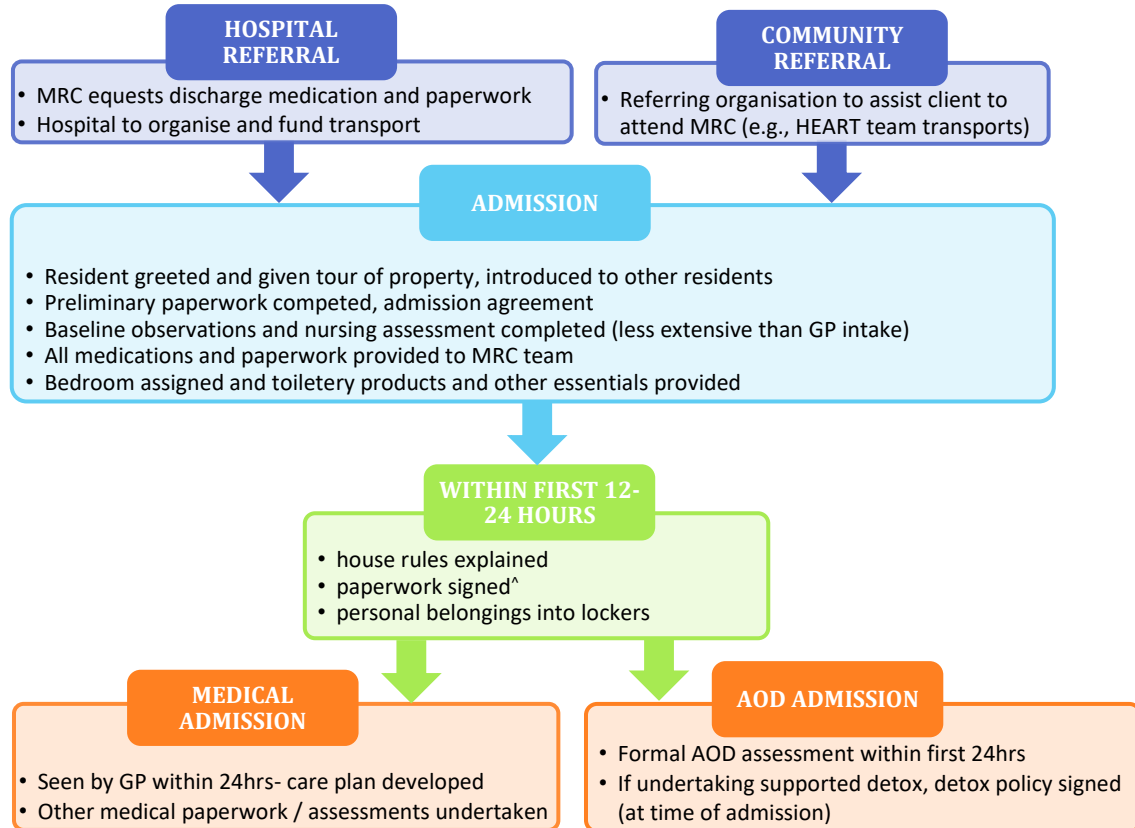 HOSPITAL
REFERRAL
• MRC equests discharge medication and paperwork
• Hospital to organise and fund transport
COMMUNITY
REFERRAL
• Referring organisation to assist client to
attend MRC (e.g., HEART team transports)
ADMISSION
• Resident greeted and given tour of property, introduced to other residents
• Preliminary paperwork competed, admission agreement
• Baseline observations and nursing assessment completed (less extensive than GP intake)
• All medications and paperwork provided to MRC team
• Bedroom assigned and toiletery products and other essentials provided
WITHIN FIRST 12-
24 HOURS
• house rules explained
• paperwork signed^
• personal belongings into lockers
MEDICAL
ADMISSION
• Seen by GP within 24hrs- care plan developed
• Other medical paperwork / assessments undertaken
AOD ADMISSION
• Formal AOD assessment within first 24hrs
• If undertaking supported detox, detox policy signed
(at time of admission)